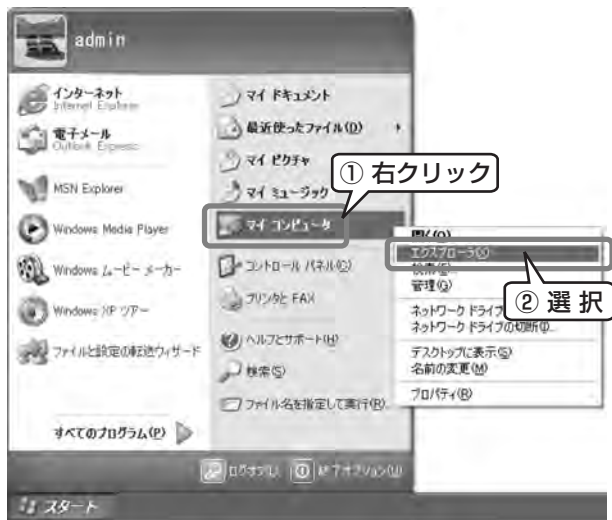 admin
インターネット
Internet Explorer
電子メール
Outlook Express
MSN Explorer
Windows Media Player
Windows ムービー メーカー
Windows XP ツアー
ファイルと設定の転送ウィザード
すべてのプログラム(P)
マイ ドキュメント
最近使ったファイル(D)
マイ ピクチャ
マイ ミュージック
マイ コンピュータ
コントロール パネル(C)
プリンタと FAX
ヘルプとサポート(H)
検索(S)
ファイル名を指定して実行(R)...
① 右クリック
開く(O)
エクスプローラ(X)
検索(E)...
管理(G)
ネットワーク ドライブ
ネットワーク ドライブの切断(I)...
デスクトップに表示(S)
名前の変更(M)
プロパティ(R)
② 選 択
ログオフ(L)
終了オプション(U)
スタート